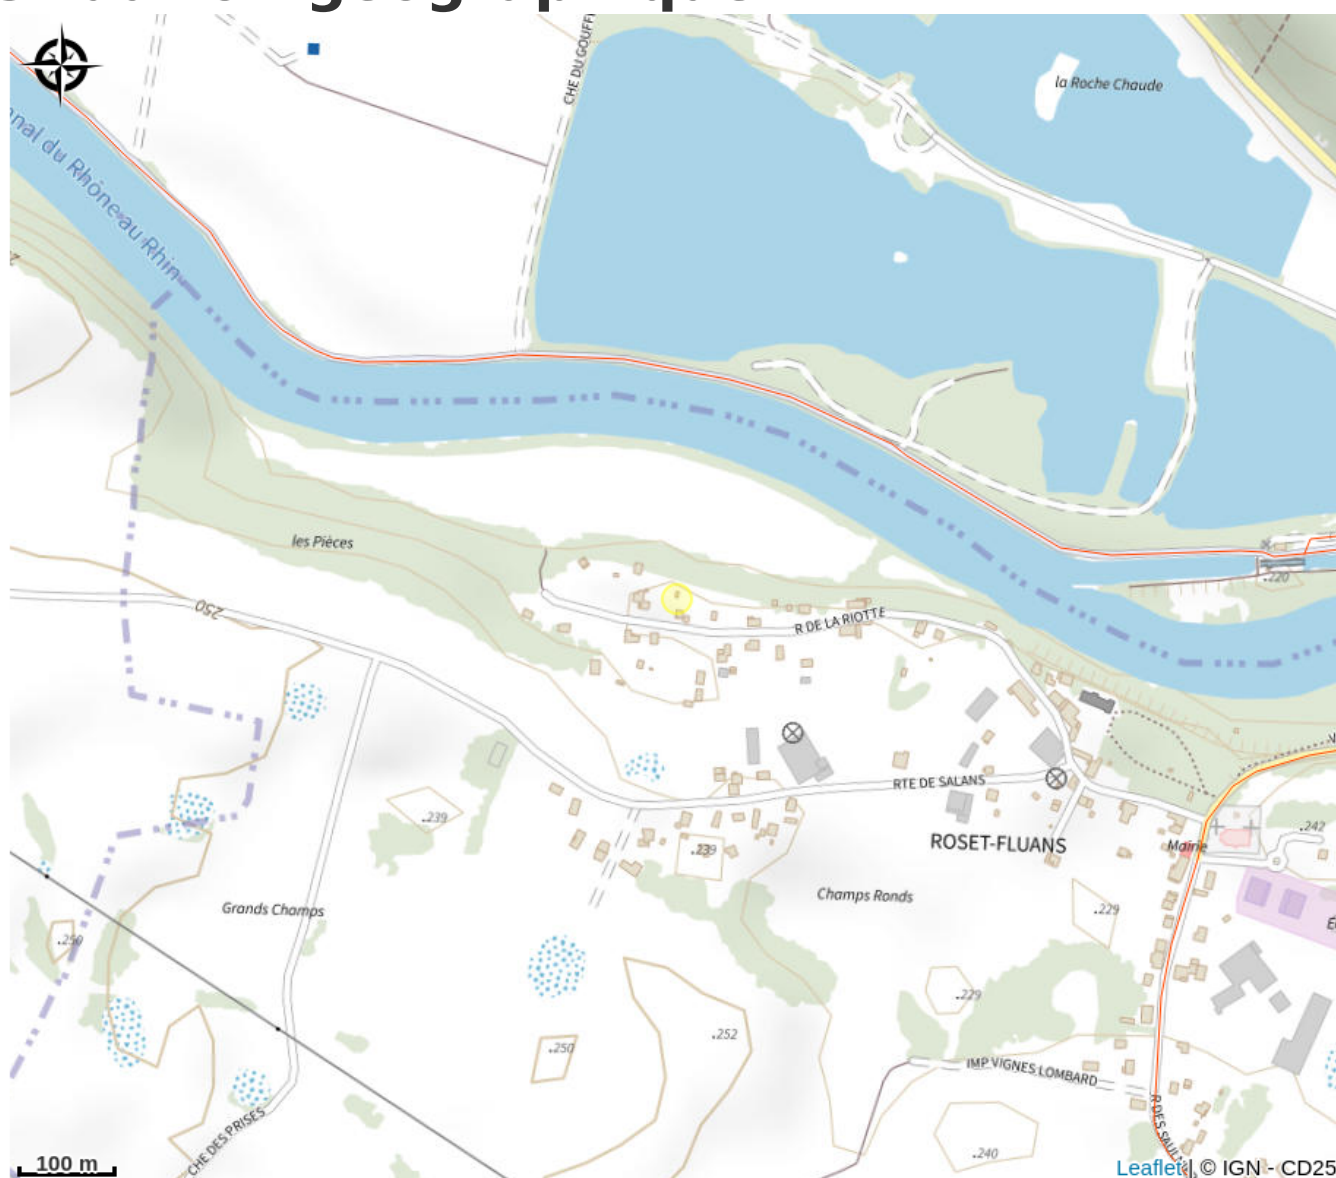 CHE DU GOUFF
la Roche Chaude
anal du Rhône au Rhin
les Pièces
250
220
R DE LA RIOTTE
RTE DE SALANS
ROSET-FLUANS
Mairie
.242
.239
.239
Champs Ronds
Grands Champs
.229
.250
.229
.252
.250
IMP VIGNES LOMBARD
CHE DES PRISES
R DES SAULN
.240
100 m
Leaflet | © IGN - CD25